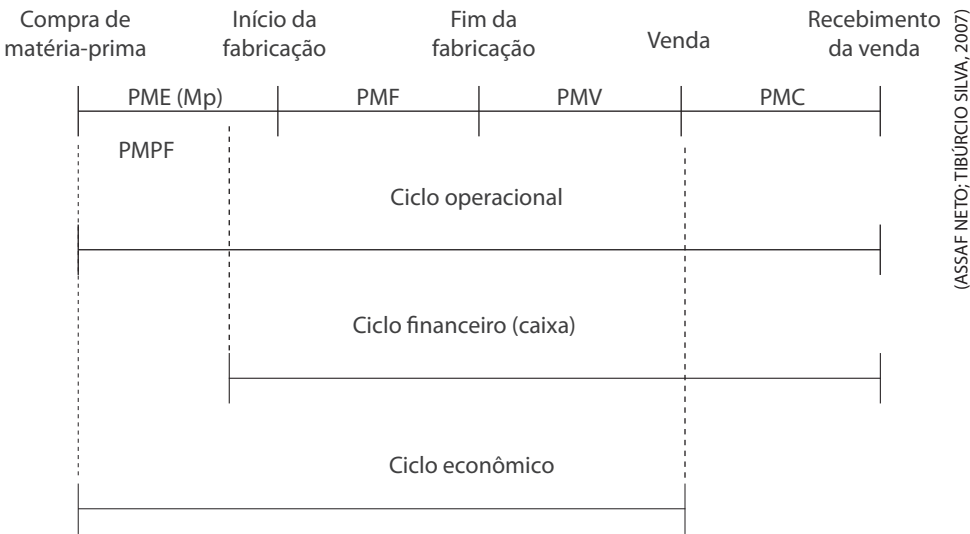 Compra de
matéria-prima
Início da
fabricação
Fim da
fabricação
Venda
Recebimento
da venda
PME (Mp)
PMF
PMV
PMC
PMPF
Ciclo operacional
Ciclo financeiro (caixa)
Ciclo econômico
(ASSAF NETO; TIBÚRCIO SILVA, 2007)